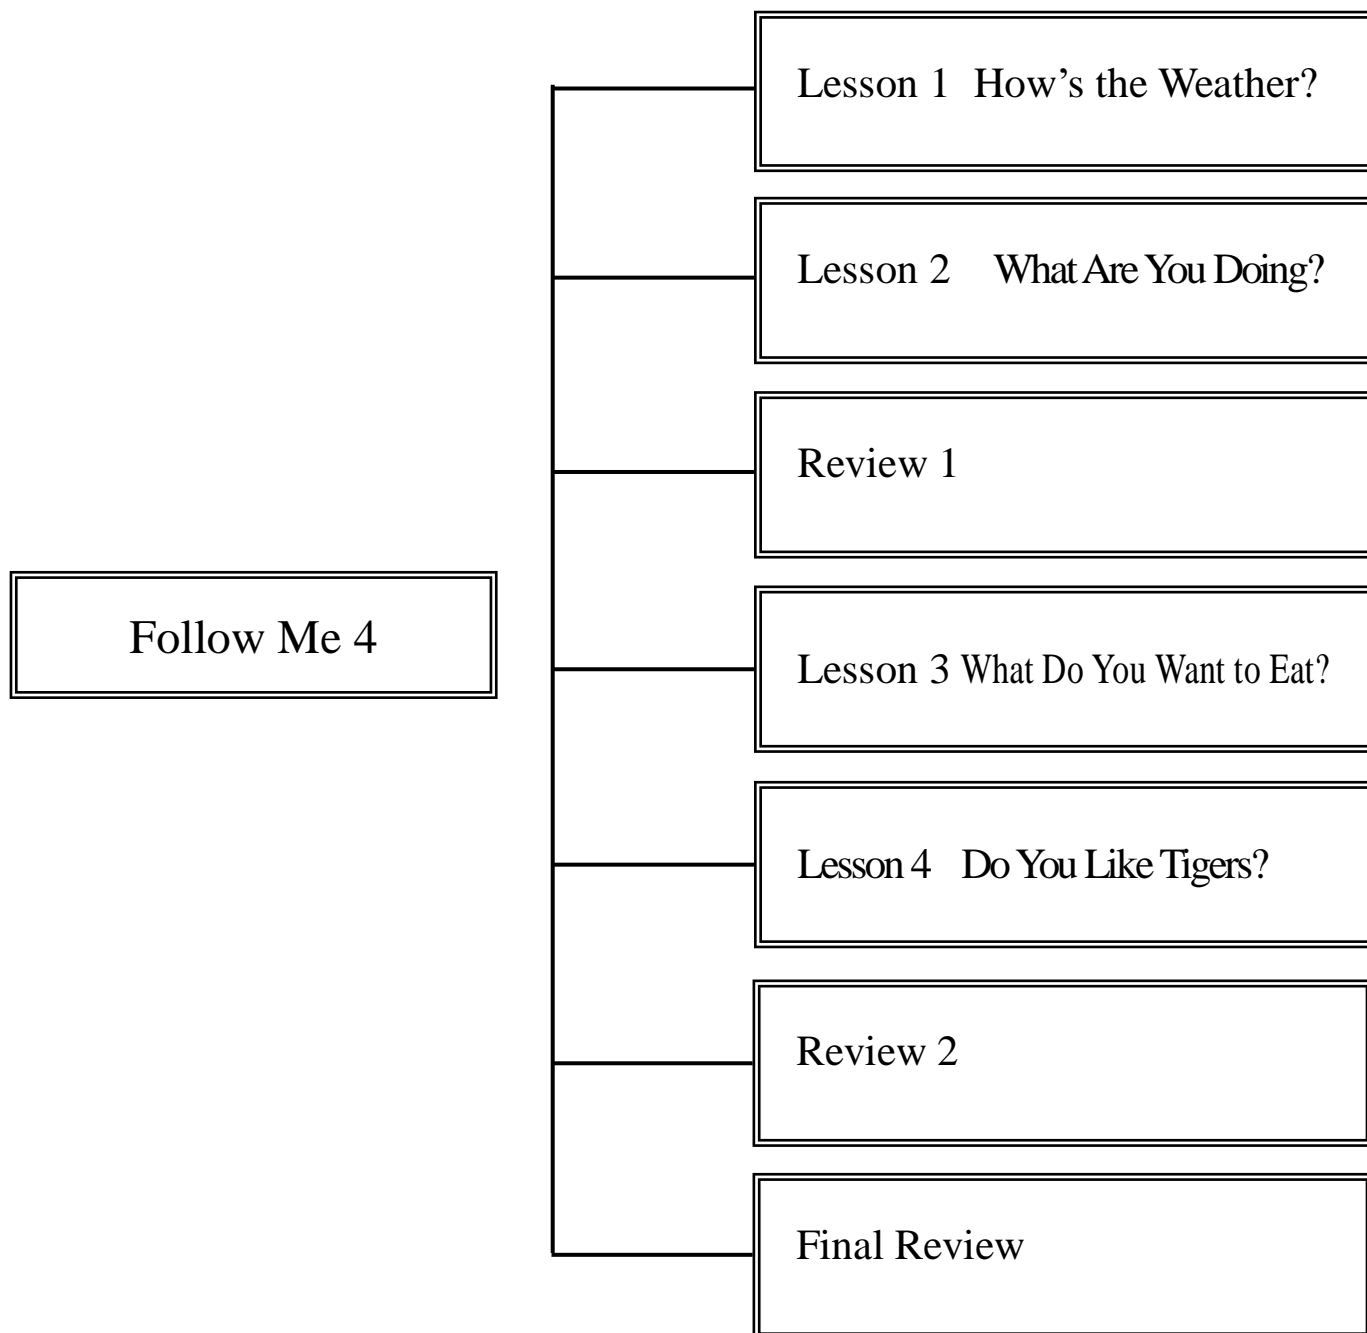 Lesson 1 How’s the Weather?
Lesson 2 What Are You Doing?
Review 1
Follow Me 4
Lesson 3 What Do You Want to Eat?
Lesson 4 Do You Like Tigers?
Review 2
Final Review